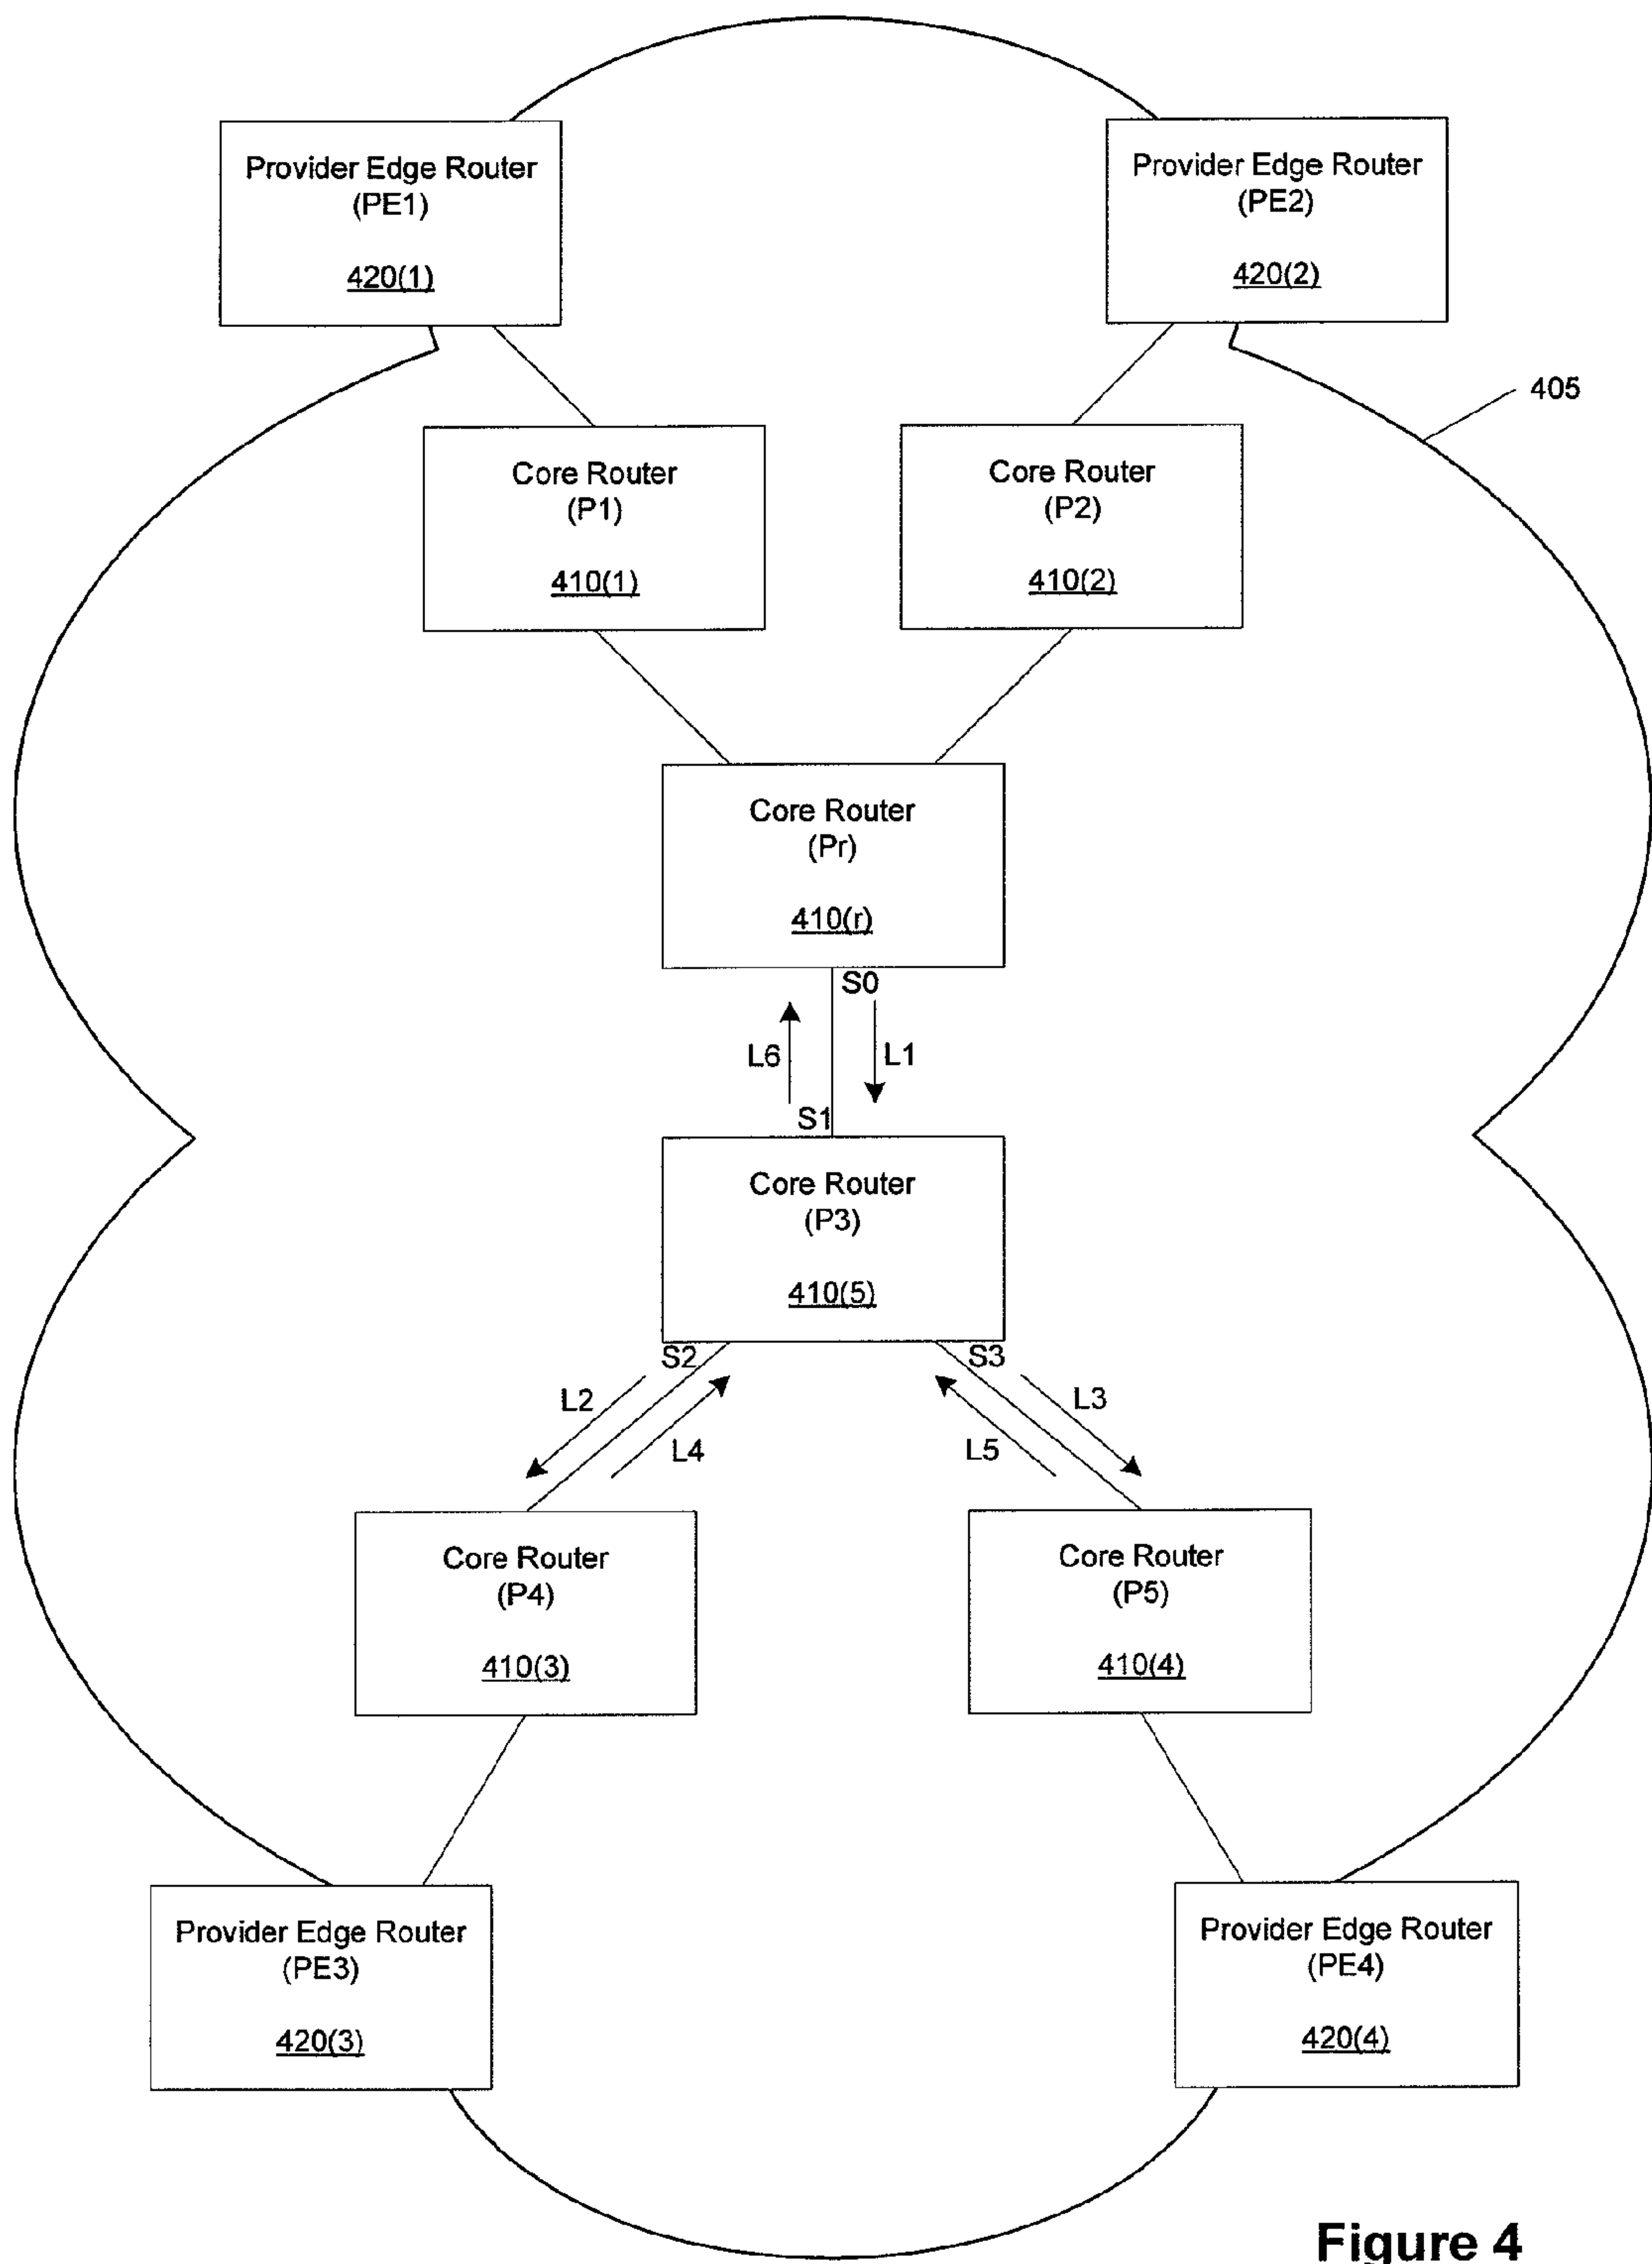 Provider Edge Router
(PE1)
420(1)
Provider Edge Router
(PE2)
420(2)
405
Core Router
(P1)
410(1)
Core Router
(P2)
410(2)
Core Router
(Pr)
410(r)
S0
L6
L1
S1
Core Router
(P3)
410(5)
S2
S3
L2
L3
L4
L5
Core Router
(P4)
410(3)
Core Router
(P5)
410(4)
Provider Edge Router
(PE3)
420(3)
Provider Edge Router
(PE4)
420(4)
Figure 4